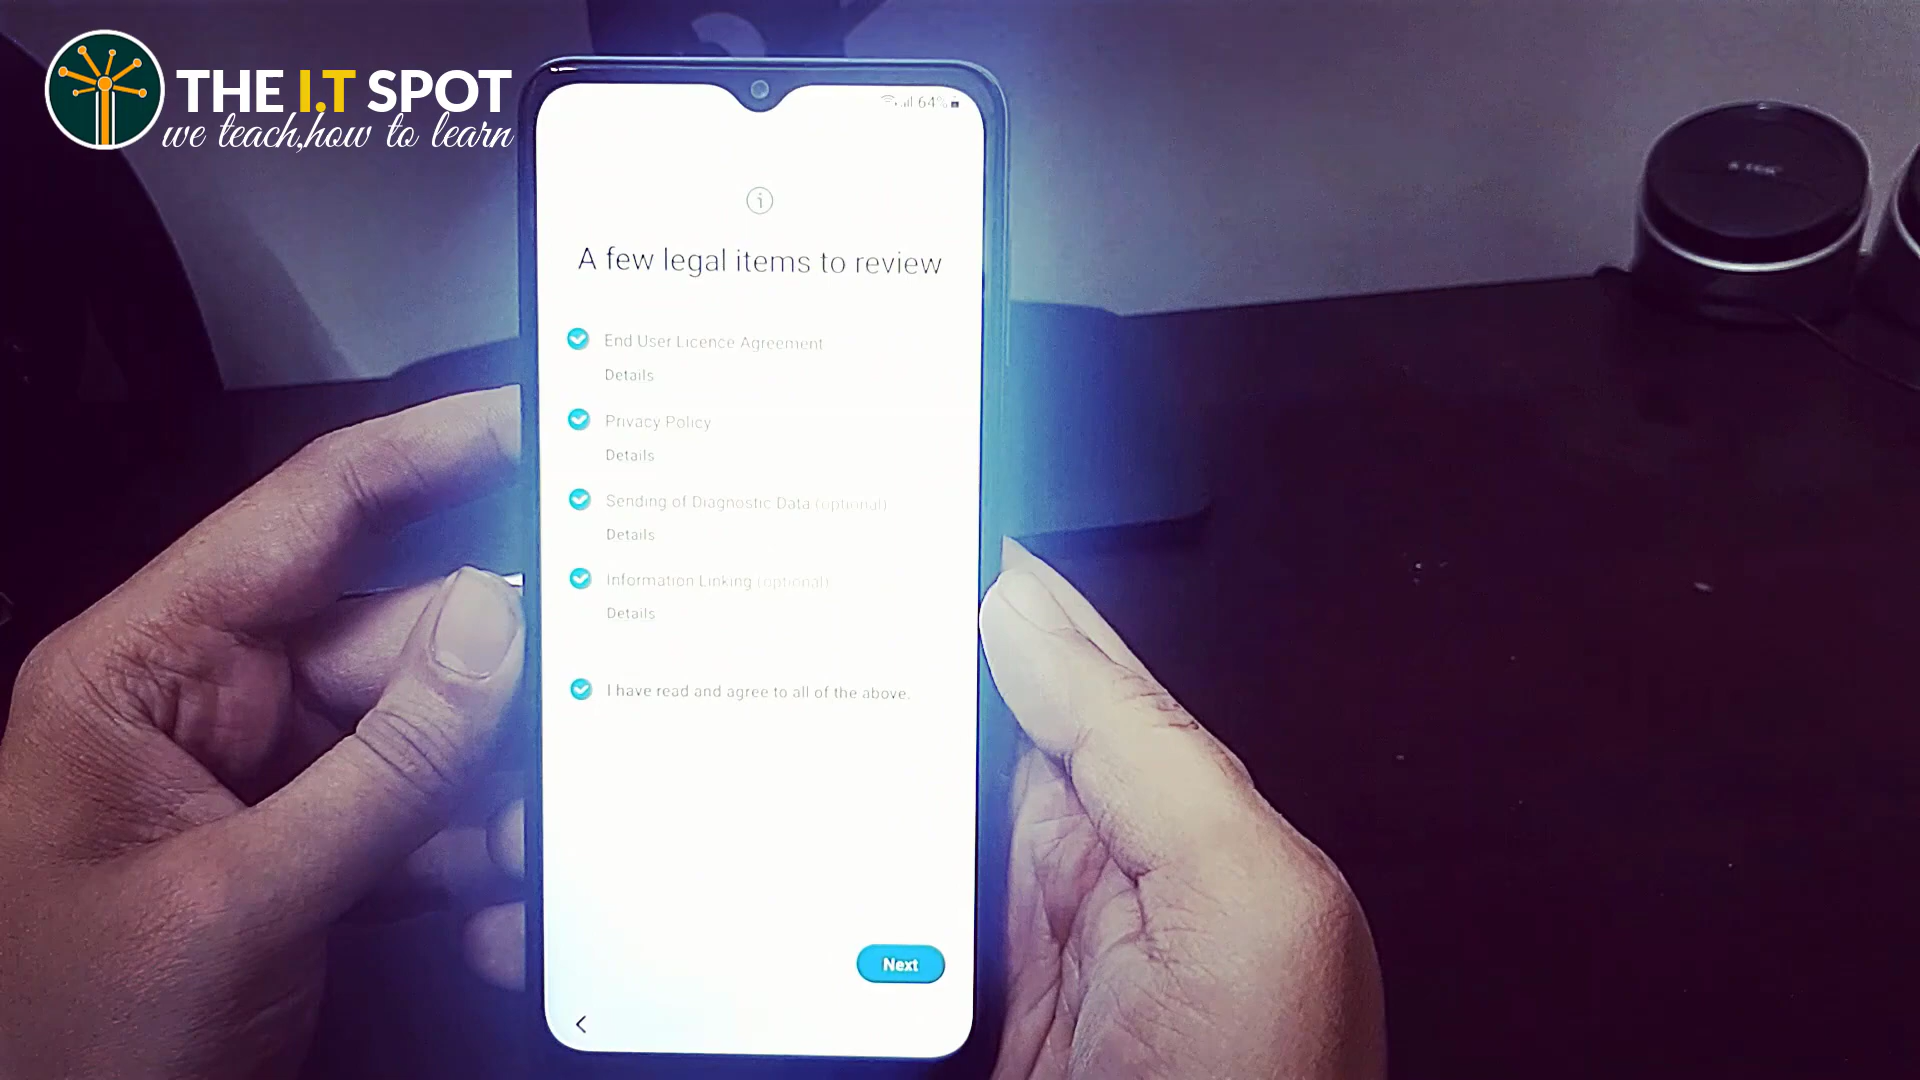 THE I.T SPOT
we teach,how to learn
64%
A few legal items to review
End User Licence Agreement
Details
Privacy Policy
Details
Sending of Diagnostic Data (optional)
Details
Information Linking (optional)
Details
I have read and agree to all of the above.
Next